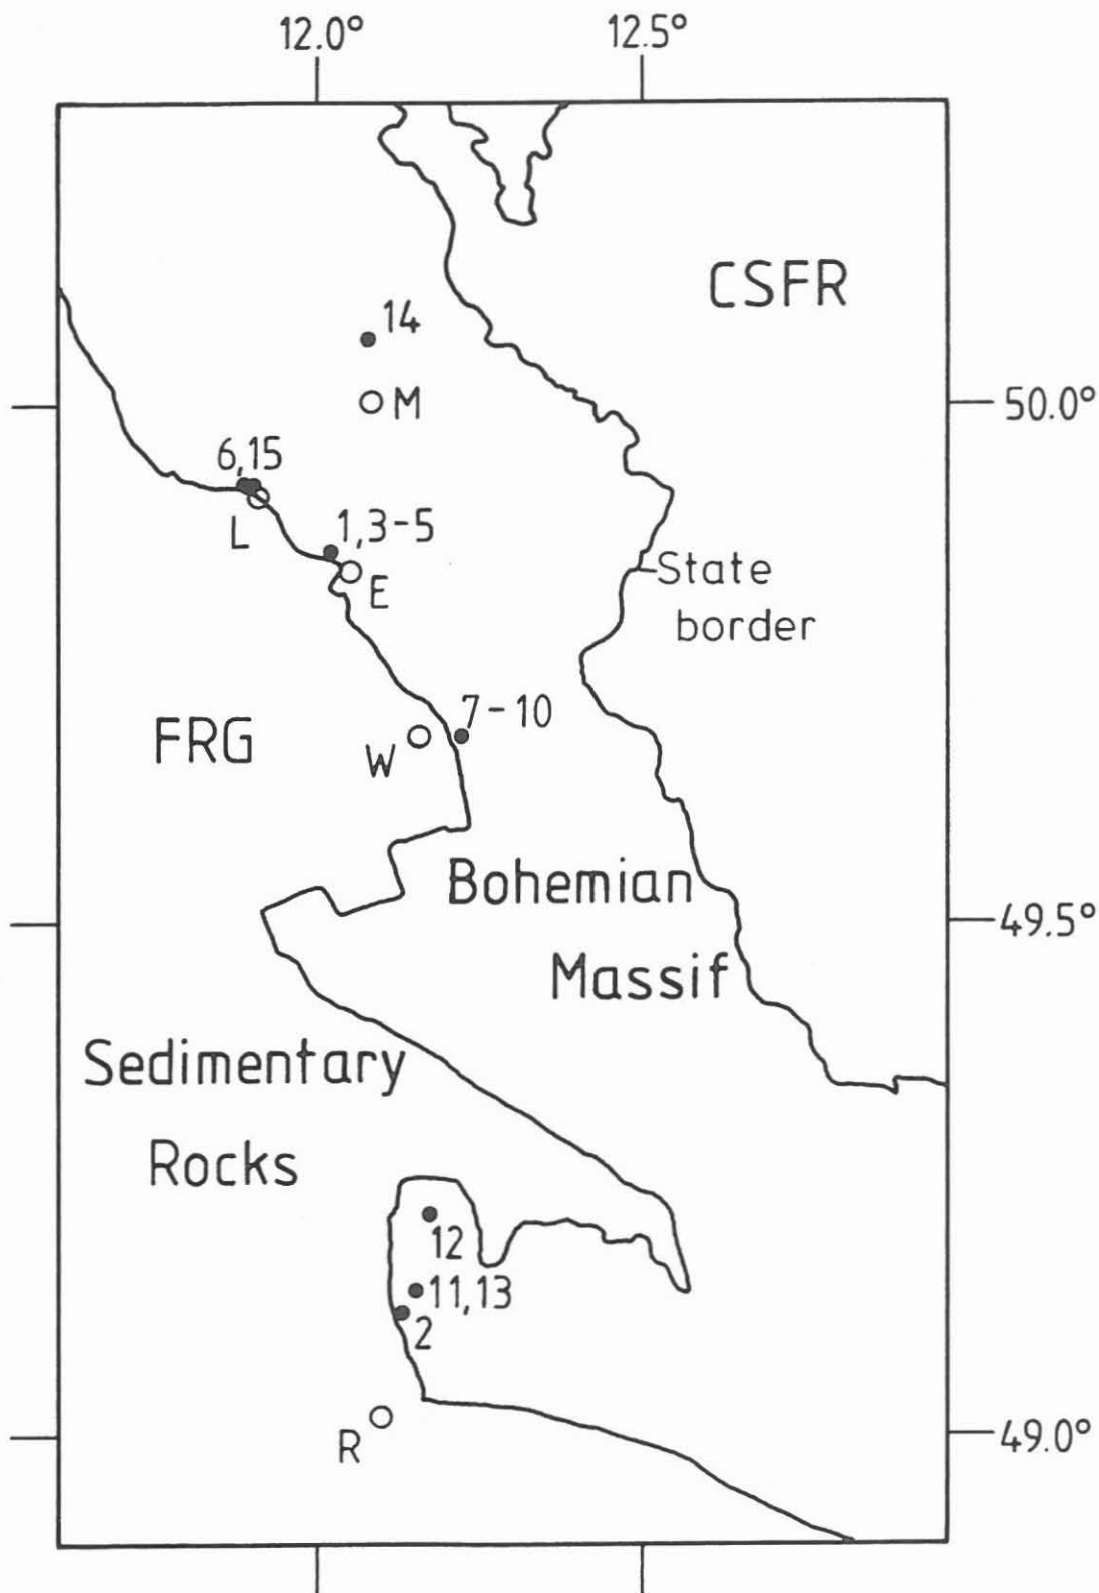 12.0° 12.5°
CSFR
14
M
50.0°
6,15
L
1,3-5
E
State
border
7-10
FRG
W
Bohemian
49.5°
Massif
Sedimentary
Rocks
12
11,13
2
49.0°
R